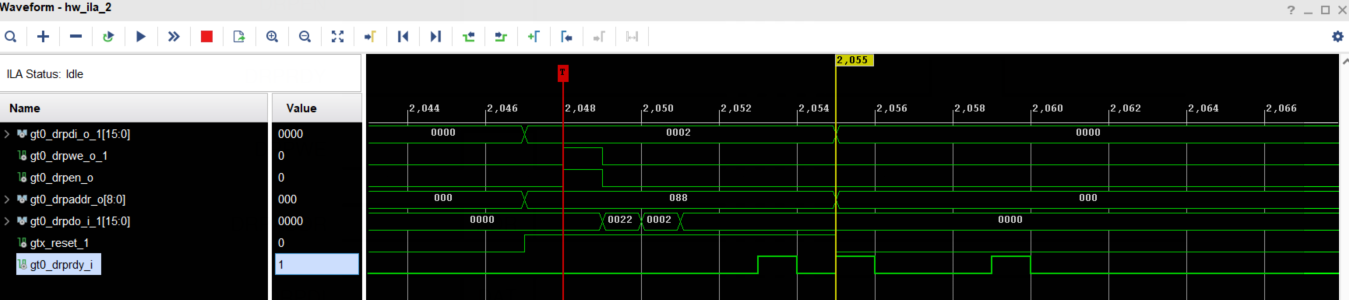 Waveform - hw_ila_2
ILA Status: Idle
2,055
T
Name Value
2,044 2,046 2,048 2,050 2,052 2,054 2,056 2,058 2,060 2,062 2,064 2,066
gt0_drpdi_o_1[15:0] 0000 0000 0002 0000
gt0_drpwe_o_1 0
gt0_drpen_o 0
gt0_drpaddr_o[8:0] 000 000 088 000
gt0_drpdo_i_1[15:0] 0000 0000 0022 0002 0000
gtx_reset_1 0
gt0_drprdy_i 1